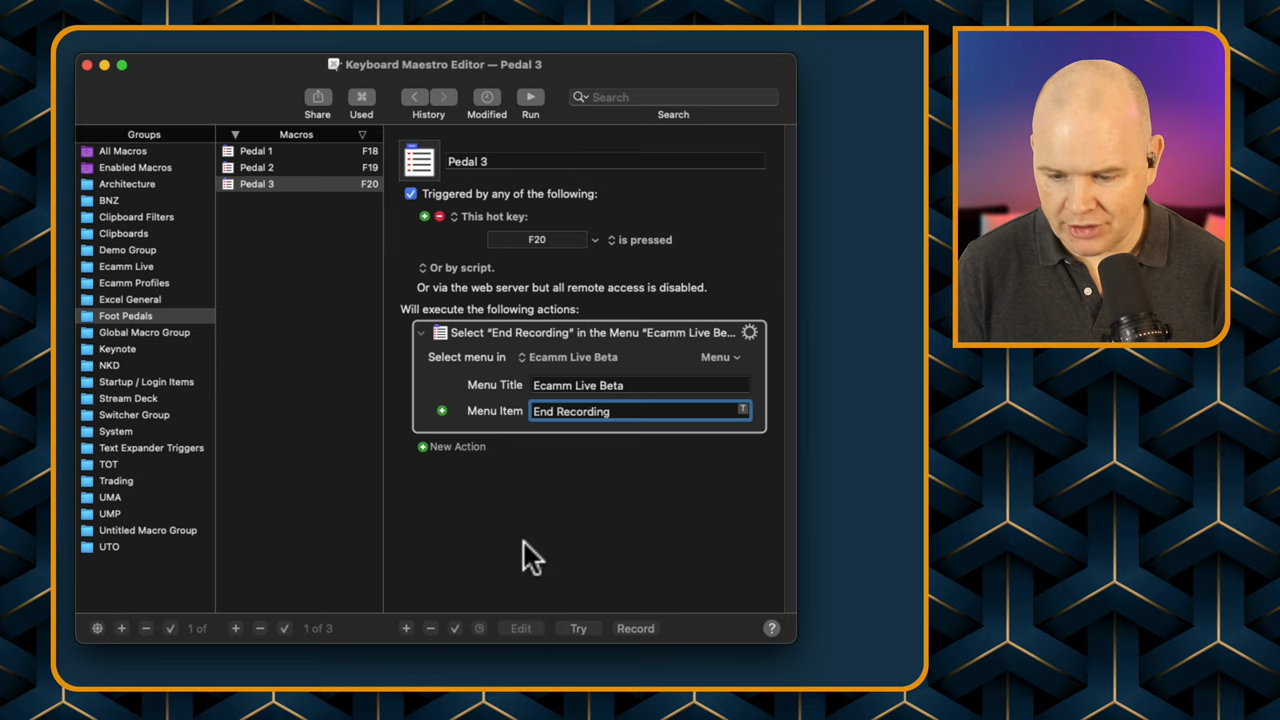 Keyboard Maestro Editor — Pedal 3
Share
Used
History
Modified
Run
Search
Search
Groups
All Macros
Enabled Macros
Architecture
BNZ
Clipboard Filters
Clipboards
Demo Group
Ecamm Live
Ecamm Profiles
Excel General
Foot Pedals
Global Macro Group
Keynote
NKD
Startup / Login Items
Stream Deck
Switcher Group
System
Text Expander Triggers
TOT
Trading
UMA
UMP
Untitled Macro Group
UTO
1 of
Macros
Pedal 1 F18
Pedal 2 F19
Pedal 3 F20
1 of 3
Pedal 3
Triggered by any of the following:
This hot key:
F20 is pressed
Or by script.
Or via the web server but all remote access is disabled.
Will execute the following actions:
Select “End Recording” in the Menu “Ecamm Live Be...
Select menu in Ecamm Live Beta Menu
Menu Title Ecamm Live Beta
Menu Item End Recording T
New Action
Edit Try Record ?